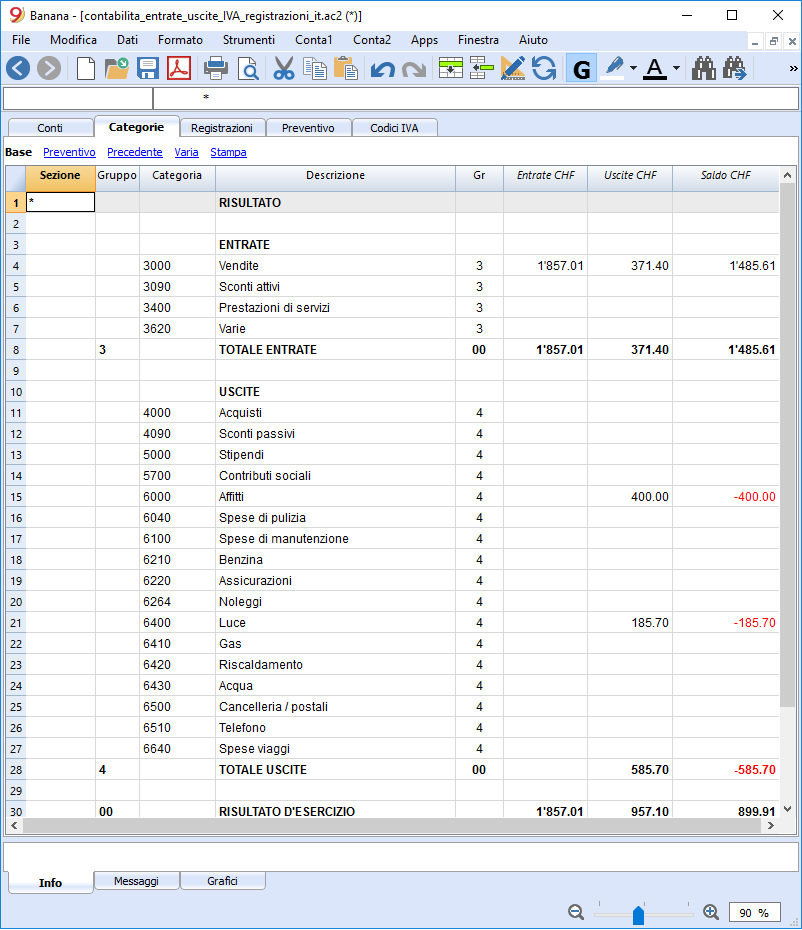 Banana - [contabilita_entrate_uscite_IVA_registrazioni_it.ac2 (*)]
File Modifica Dati Formato Strumenti Conta1 Conta2 Apps Finestra Aiuto
G A »
*
Conti Categorie Registrazioni Preventivo Codici IVA
Base Preventivo Precedente Varia Stampa
Sezione Gruppo Categoria Descrizione Gr Entrate CHF Uscite CHF Saldo CHF
1 * RISULTATO
2
3 ENTRATE
4 3000 Vendite 3 1'857.01 371.40 1'485.61
5 3090 Sconti attivi 3
6 3400 Prestazioni di servizi 3
7 3620 Varie 3
8 3 TOTALE ENTRATE 00 1'857.01 371.40 1'485.61
9
10 USCITE
11 4000 Acquisti 4
12 4090 Sconti passivi 4
13 5000 Stipendi 4
14 5700 Contributi sociali 4
15 6000 Affitti 4 400.00 -400.00
16 6040 Spese di pulizia 4
17 6100 Spese di manutenzione 4
18 6210 Benzina 4
19 6220 Assicurazioni 4
20 6264 Noleggi 4
21 6400 Luce 4 185.70 -185.70
22 6410 Gas 4
23 6420 Riscaldamento 4
24 6430 Acqua 4
25 6500 Cancelleria / postali 4
26 6510 Telefono 4
27 6640 Spese viaggi 4
28 4 TOTALE USCITE 00 585.70 -585.70
29
30 00 RISULTATO D'ESERCIZIO 1'857.01 957.10 899.91
Info Messaggi Grafici
90 %